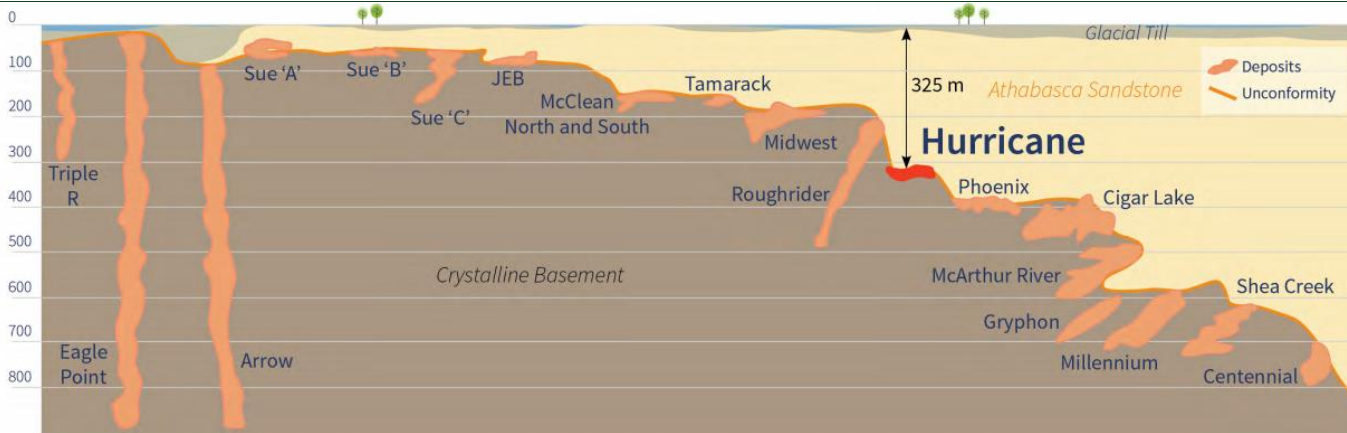 0
100
200
300
400
500
600
700
800
Glacial Till
Deposits
Unconformity
Athabasca Sandstone
325 m
Hurricane
Sue ‘A’
Sue ‘B’
Sue ‘C’
JEB
McClean
North and South
Tamarack
Midwest
Triple
R
Roughrider
Phoenix
Cigar Lake
Crystalline Basement
McArthur River
Shea Creek
Gryphon
Eagle
Point
Arrow
Millennium
Centennial